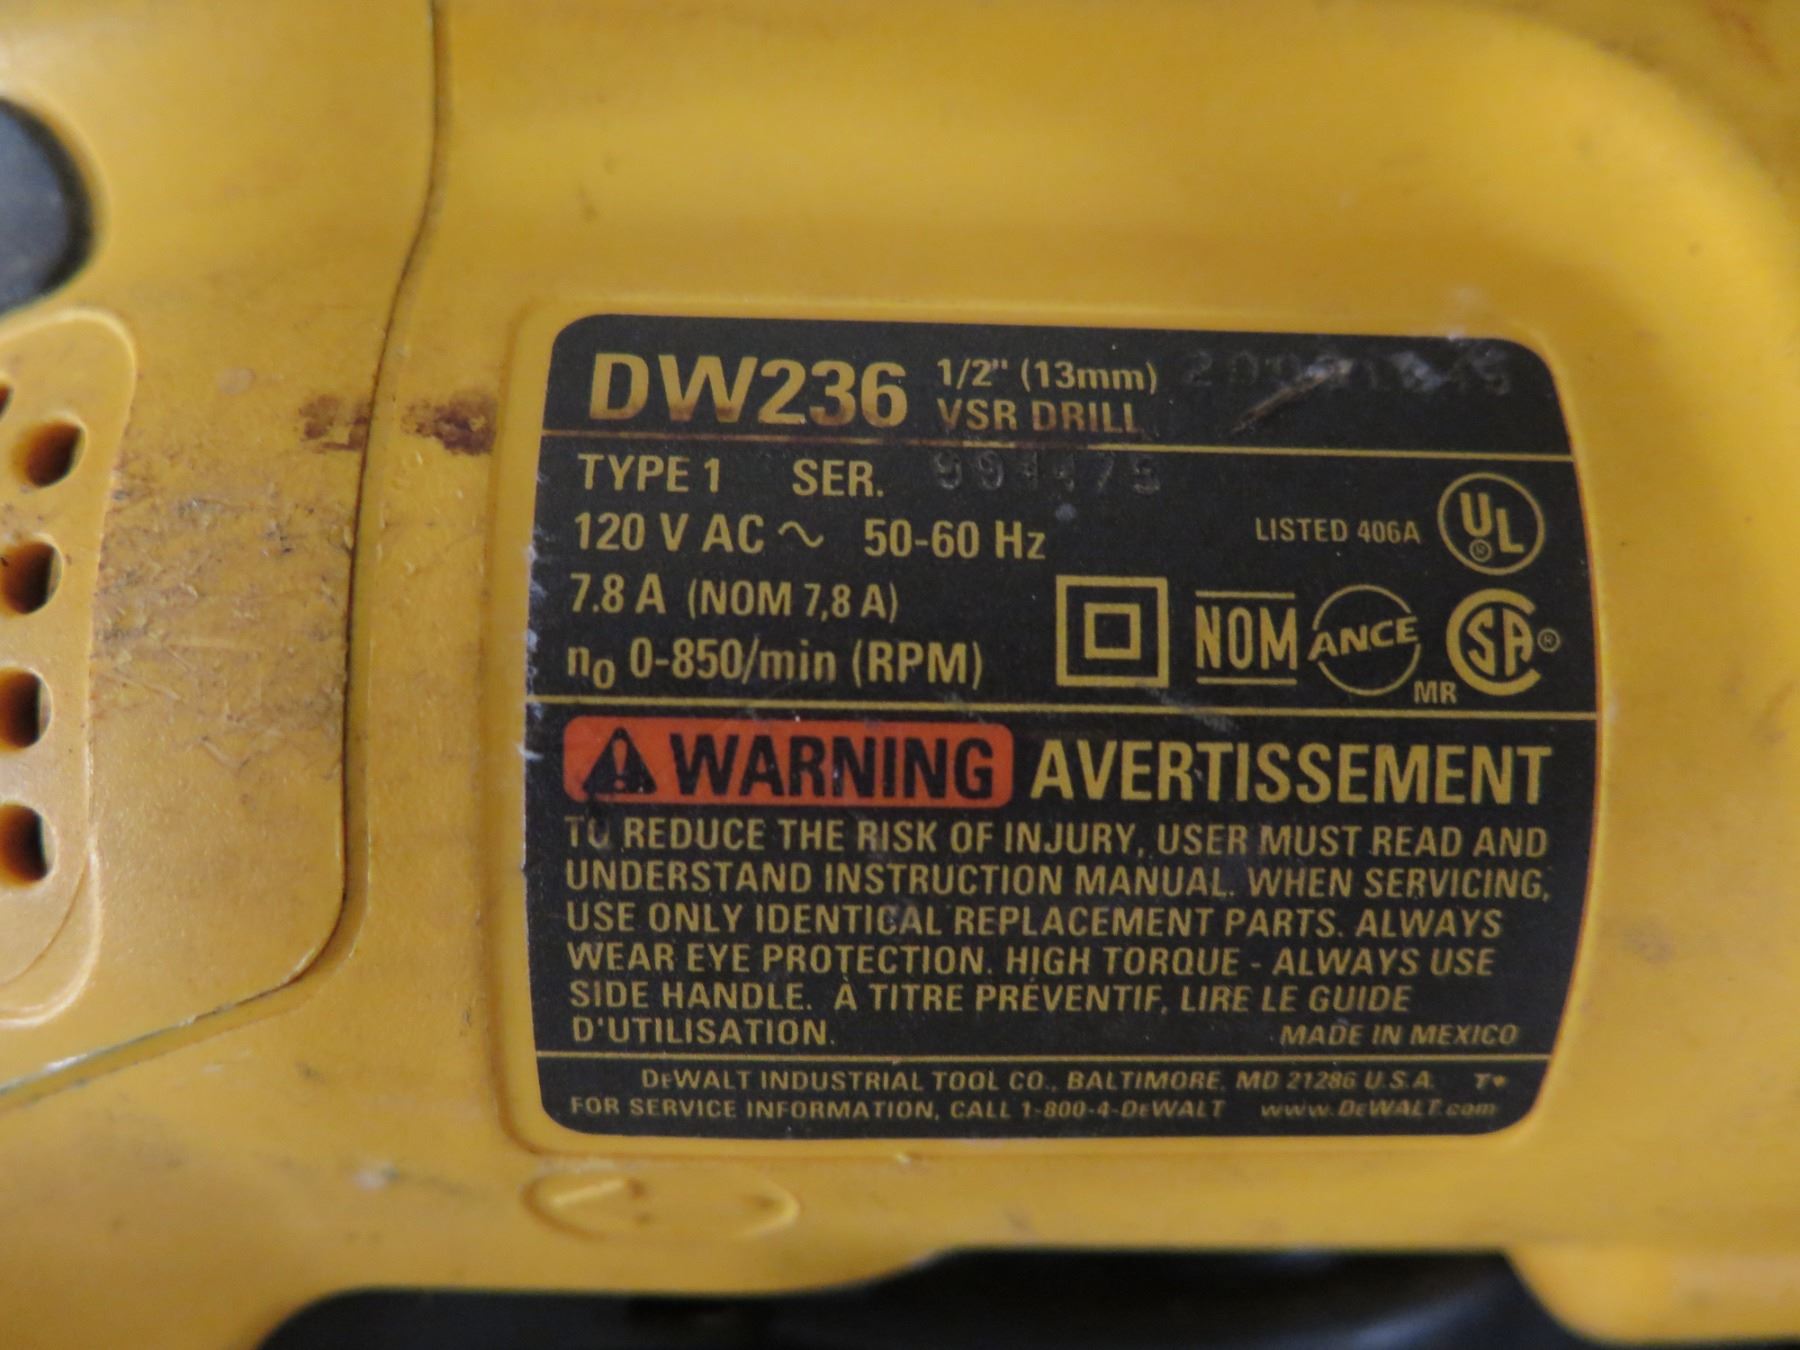 DW236 1/2" (13mm)
VSR DRILL
TYPE 1 SER.
120 V AC ~ 50-60 Hz
LISTED 406A UL ®
7.8 A (NOM 7,8 A)
n0 0-850/min (RPM)
NOM ANCE SA ®
MR
WARNING AVERTISSEMENT
TO REDUCE THE RISK OF INJURY, USER MUST READ AND
UNDERSTAND INSTRUCTION MANUAL. WHEN SERVICING,
USE ONLY IDENTICAL REPLACEMENT PARTS. ALWAYS
WEAR EYE PROTECTION. HIGH TORQUE - ALWAYS USE
SIDE HANDLE. À TITRE PRÉVENTIF, LIRE LE GUIDE
D'UTILISATION. MADE IN MEXICO
DEWALT INDUSTRIAL TOOL CO., BALTIMORE, MD 21286 U.S.A.
FOR SERVICE INFORMATION, CALL 1-800-4-DEWALT www.DEWALT.com